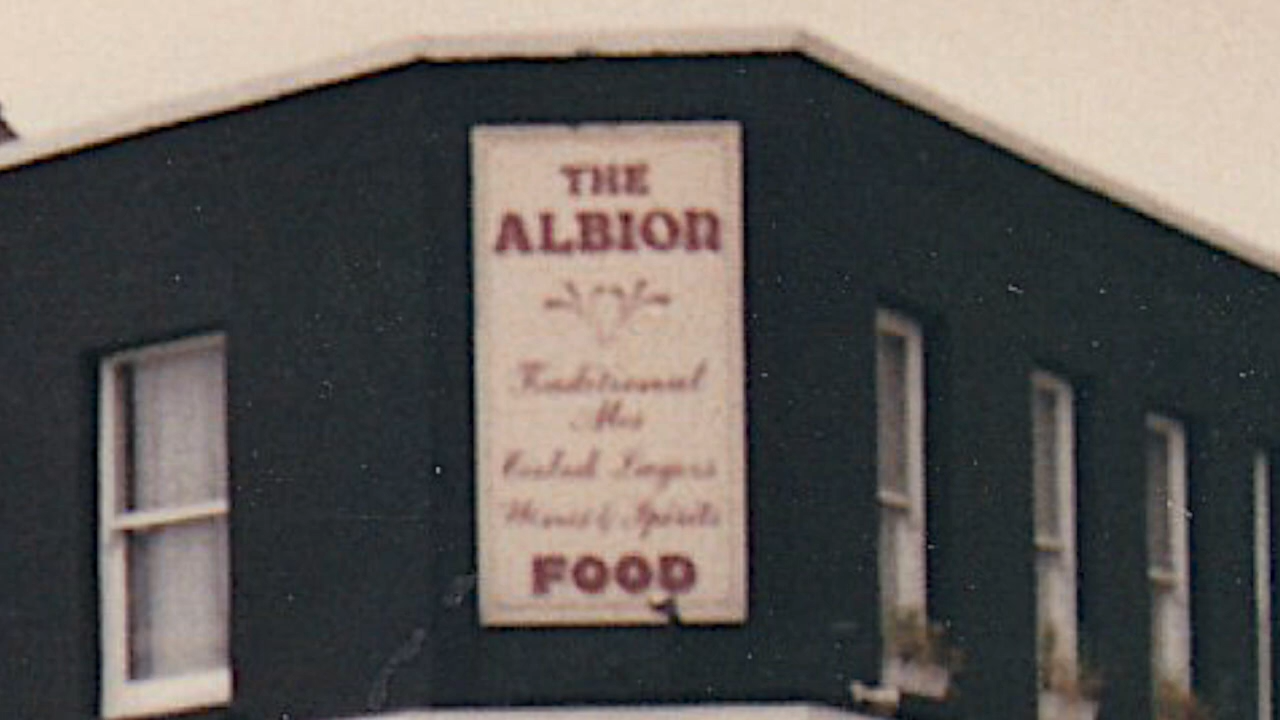 THE
ALBION
Traditional
Ales
Cooled Lagers
Wines & Spirits
FOOD